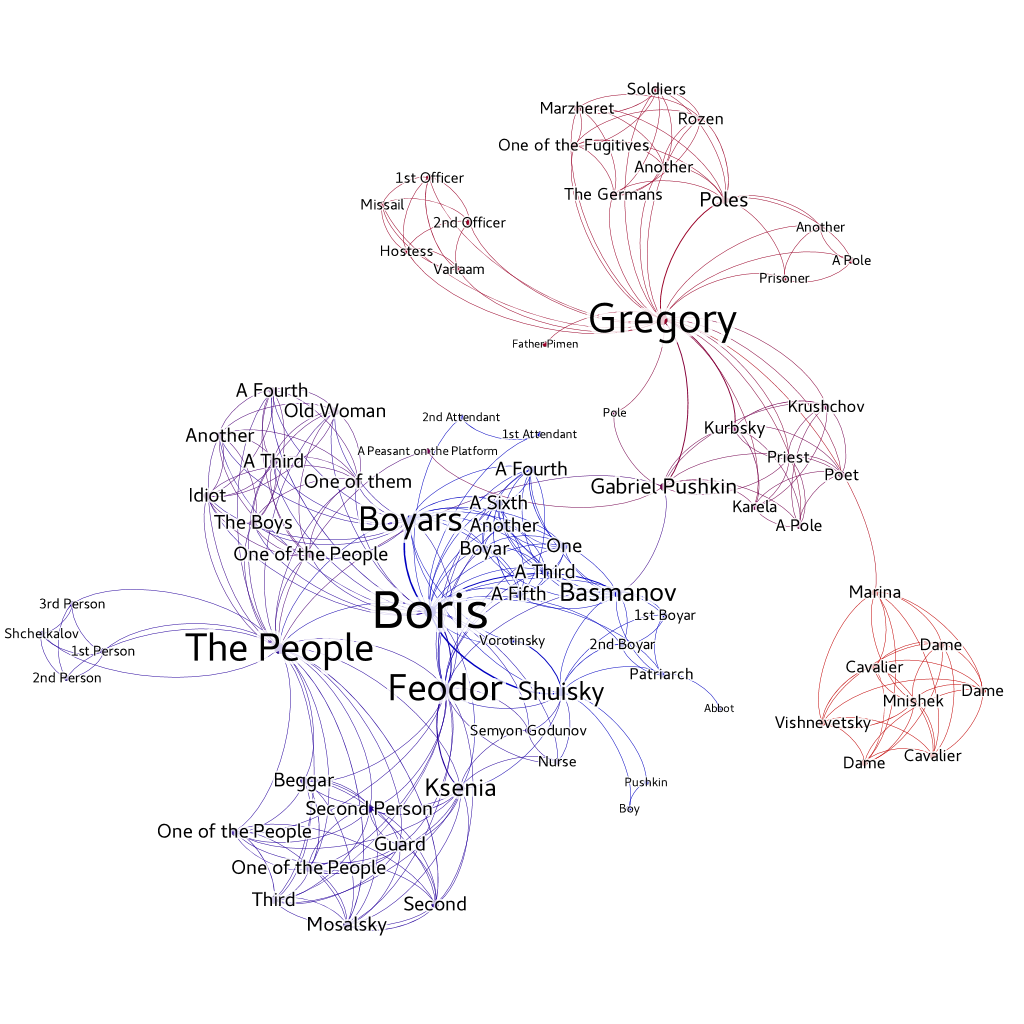 Soldiers
Marzheret
Rozen
One of the Fugitives
Another
1st Officer
The Germans
Poles
Missail
2nd Officer
Another
Hostess
A Pole
Varlaam
Prisoner
Gregory
Father Pimen
A Fourth
Old Woman
2nd Attendant
Pole
Krushchov
Another
1st Attendant
Kurbsky
A Peasant on the Platform
Priest
A Third
A Fourth
Poet
One of them
Gabriel Pushkin
Idiot
A Sixth
Karela
The Boys
Boyars
Another
A Pole
One of the People
Boyar
One
A Third
A Fifth
Basmanov
Marina
3rd Person
Boris
1st Boyar
Shchelkalov
The People
Vorotinsky
2nd Boyar
Dame
1st Person
Cavalier
2nd Person
Patriarch
Feodor
Shuisky
Dame
Mnishek
Abbot
Vishnevetsky
Semyon Godunov
Cavalier
Nurse
Dame
Beggar
Ksenia
Pushkin
Second Person
Boy
One of the People
Guard
One of the People
Third
Second
Mosalsky